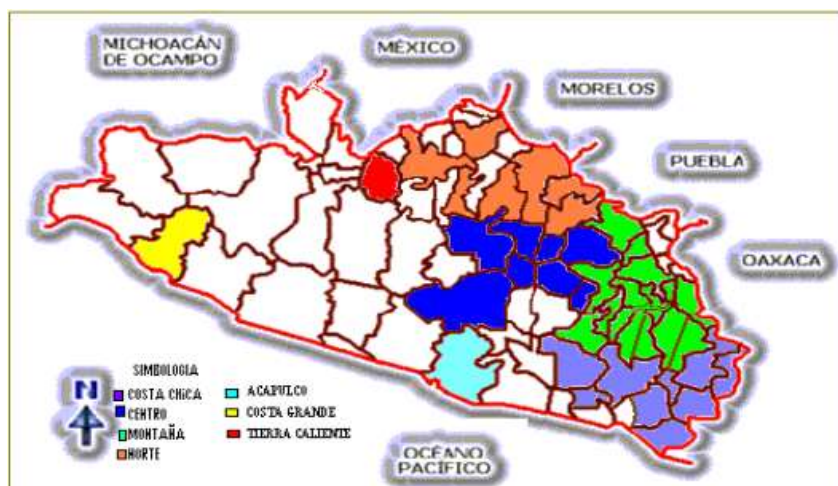 MICHOACÁN
DE OCAMPO
MÉXICO
MORELOS
PUEBLA
OAXACA
SIMBOLOGIA
COSTA CHiCA
CENTRO
MONTAÑA
NORTE
ACAPULCO
COSTA GRANDE
TIERRA CALIENTE
N
OCÉANO
PACÍFICO